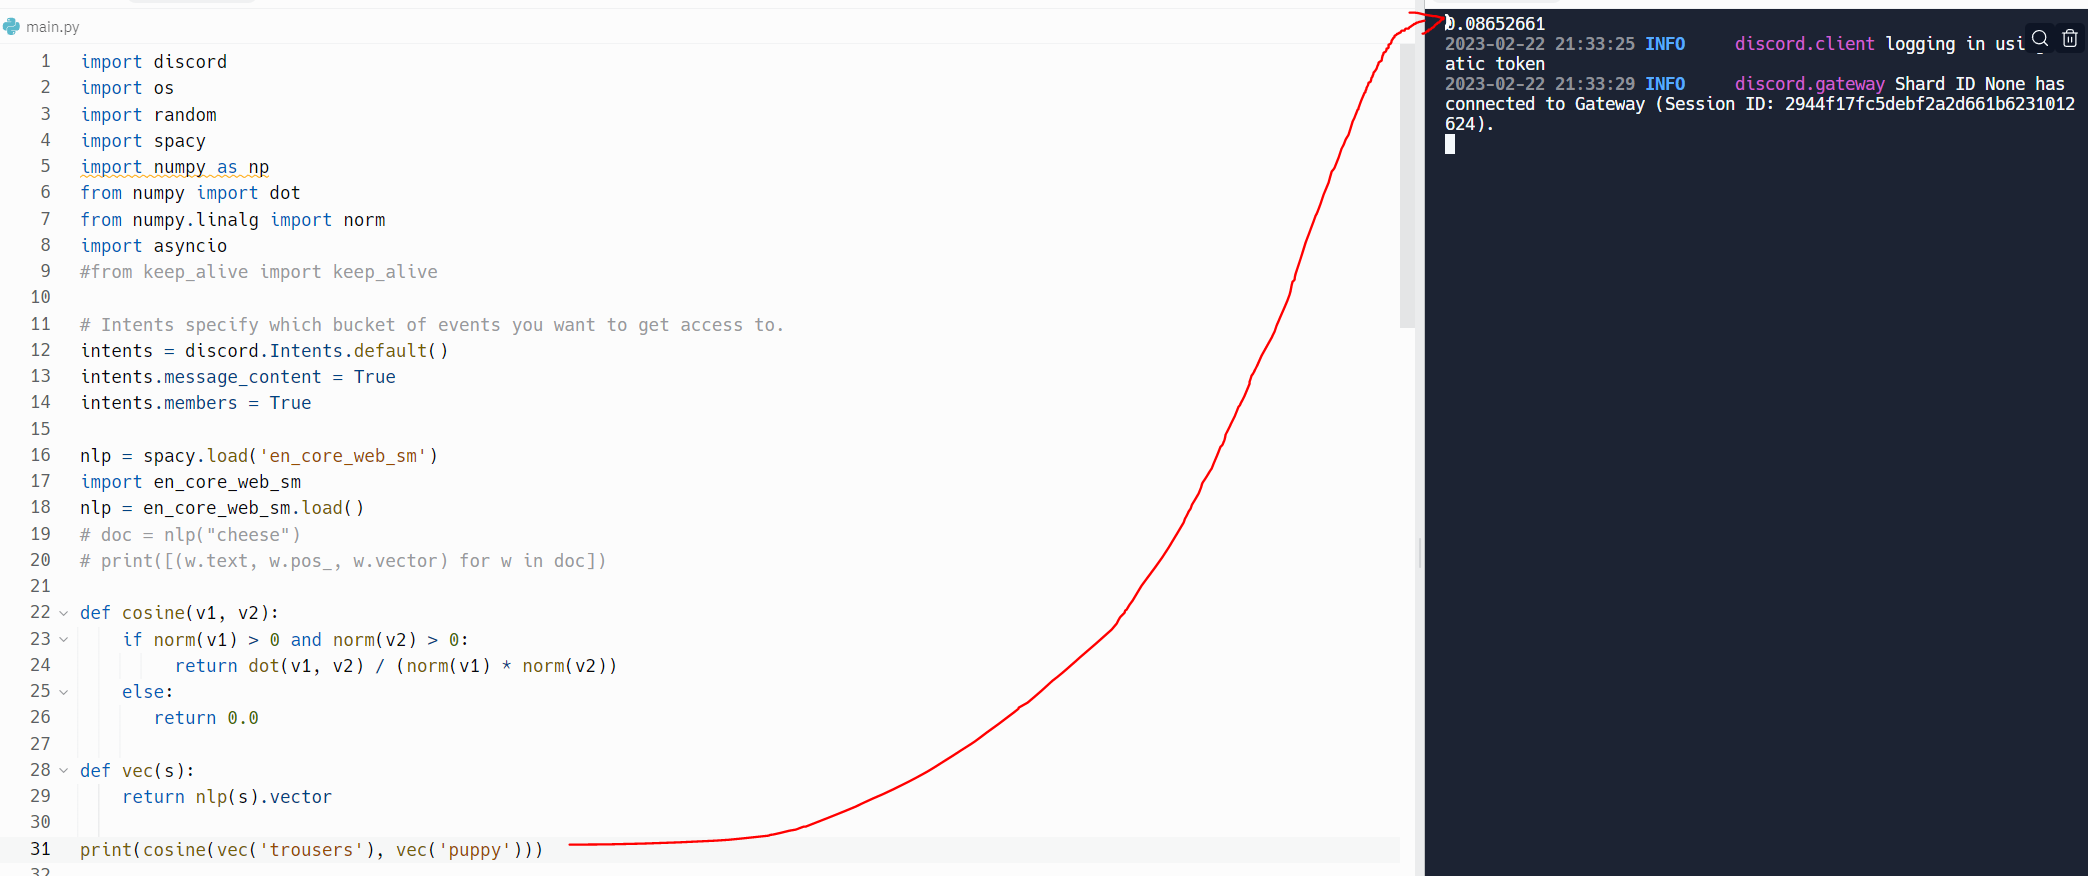 main.py
1 import discord
2 import os
3 import random
4 import spacy
5 import numpy as np
6 from numpy import dot
7 from numpy.linalg import norm
8 import asyncio
9 #from keep_alive import keep_alive
10
11 # Intents specify which bucket of events you want to get access to.
12 intents = discord.Intents.default()
13 intents.message_content = True
14 intents.members = True
15
16 nlp = spacy.load('en_core_web_sm')
17 import en_core_web_sm
18 nlp = en_core_web_sm.load()
19 # doc = nlp("cheese")
20 # print([(w.text, w.pos_, w.vector) for w in doc])
21
22 def cosine(v1, v2):
23 if norm(v1) > 0 and norm(v2) > 0:
24 return dot(v1, v2) / (norm(v1) * norm(v2))
25 else:
26 return 0.0
27
28 def vec(s):
29 return nlp(s).vector
30
31 print(cosine(vec('trousers'), vec('puppy')))
32
0.08652661
2023-02-22 21:33:25 INFO discord.client logging in usi
atic token
2023-02-22 21:33:29 INFO discord.gateway Shard ID None has
connected to Gateway (Session ID: 2944f17fc5debf2a2d661b6231012
624).